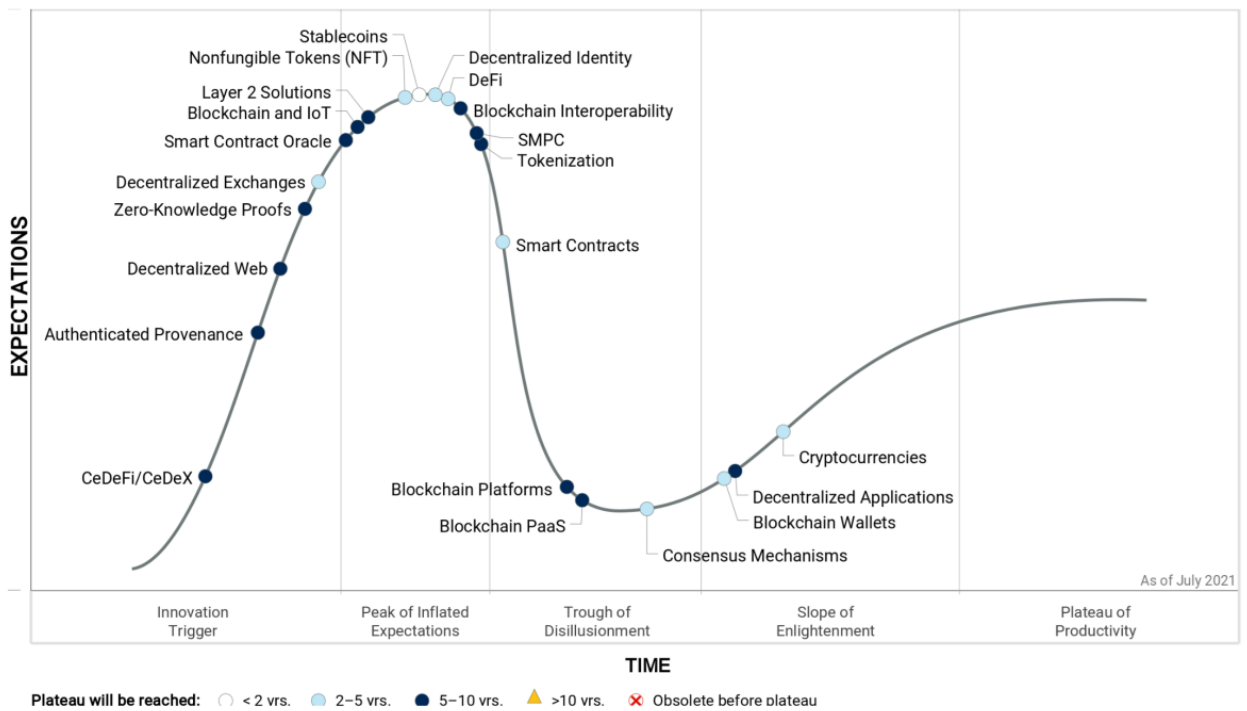 Stablecoins
Nonfungible Tokens (NFT)
Decentralized Identity
DeFi
Layer 2 Solutions
Blockchain and IoT
Blockchain Interoperability
Smart Contract Oracle
SMPC
Tokenization
Decentralized Exchanges
Zero-Knowledge Proofs
Smart Contracts
Decentralized Web
Authenticated Provenance
EXPECTATIONS
CeDeFi/CeDeX
Cryptocurrencies
Blockchain Platforms
Decentralized Applications
Blockchain PaaS
Blockchain Wallets
Consensus Mechanisms
As of July 2021
Innovation
Trigger
Peak of Inflated
Expectations
Trough of
Disillusionment
Slope of
Enlightenment
Plateau of
Productivity
TIME
Plateau will be reached: < 2 yrs. 2–5 yrs. 5–10 yrs. >10 yrs. Obsolete before plateau